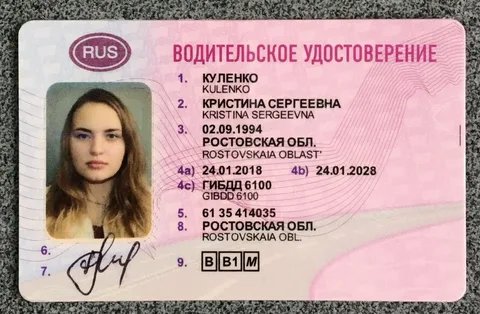 RUS
ВОДИТЕЛЬСКОЕ УДОСТОВЕРЕНИЕ
1. КУЛЕНКО
KULENKO
2. КРИСТИНА СЕРГЕЕВНА
KRISTINA SERGEEVNA
3. 02.09.1994
РОСТОВСКАЯ ОБЛ.
ROSTOVSKAIA OBLAST'
4a) 24.01.2018 4b) 24.01.2028
4c) ГИБДД 6100
GIBDD 6100
5. 61 35 414035
8. РОСТОВСКАЯ ОБЛ.
ROSTOVSKAIA OBL.
6.
7.
9. B B1 M